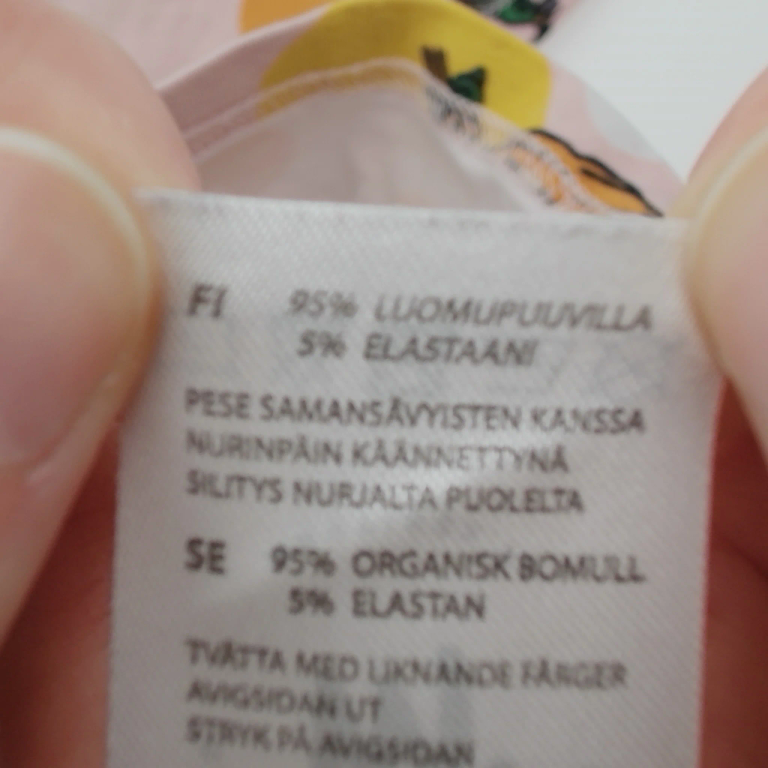 FI 95% LUOMUPUUVILLA
5% ELASTAANI
PESE SAMANSÄVYISTEN KANSSA
NURINPÄIN KÄÄNNETTYNÄ
SILITYS NURJALTA PUOLELTA
SE 95% ORGANISK BOMULL
5% ELASTAN
TVÄTTA MED LIKNANDE FÄRGER
AVIGSIDAN UT
STRYK PÅ AVIGSIDAN